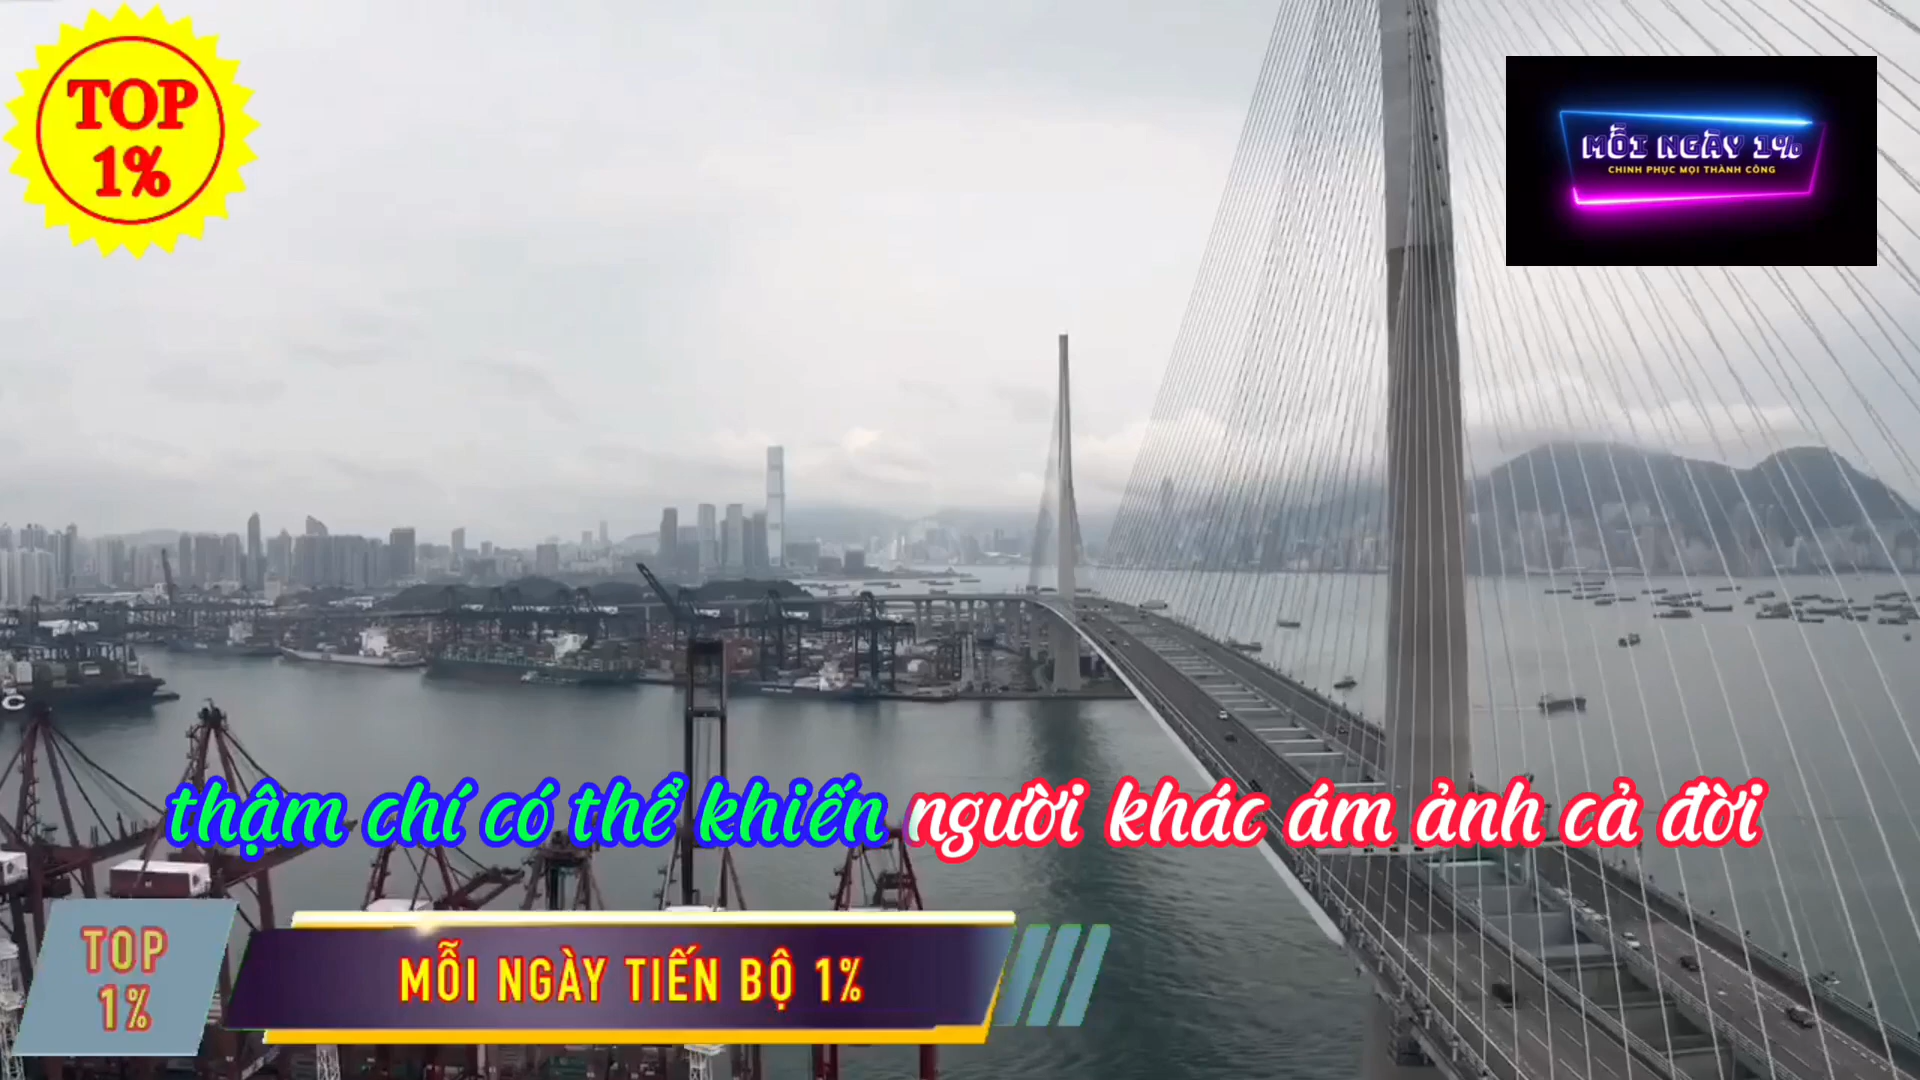 TOP
1%
MỖI NGÀY 1%
CHINH PHỤC MỌI THÀNH CÔNG
C
thậm chí có thể khiến người khác ám ảnh cả đời
TOP
1%
MỖI NGÀY TIẾN BỘ 1%